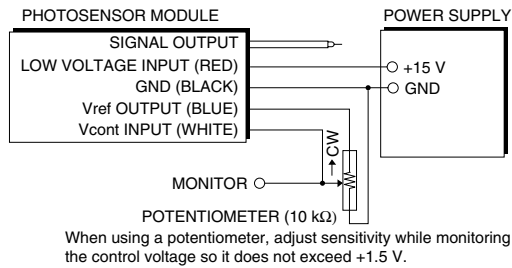 PHOTOSENSOR MODULE
POWER SUPPLY
SIGNAL OUTPUT
LOW VOLTAGE INPUT (RED)
+15 V
GND (BLACK)
GND
Vref OUTPUT (BLUE)
Vcont INPUT (WHITE)
CW
MONITOR
POTENTIOMETER (10 kΩ)
When using a potentiometer, adjust sensitivity while monitoring
the control voltage so it does not exceed +1.5 V.